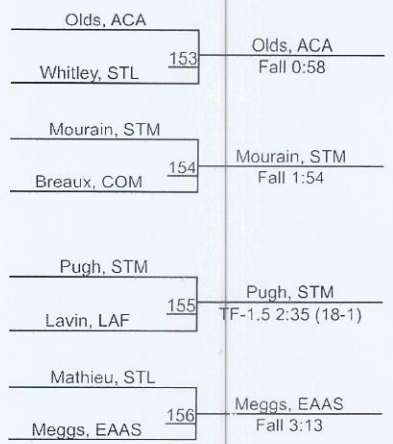 Olds, ACA
153
Whitley, STL
Olds, ACA
Fall 0:58
Mourain, STM
154
Breaux, COM
Mourain, STM
Fall 1:54
Pugh, STM
155
Lavin, LAF
Pugh, STM
TF-1.5 2:35 (18-1)
Mathieu, STL
156
Meggs, EAAS
Meggs, EAAS
Fall 3:13